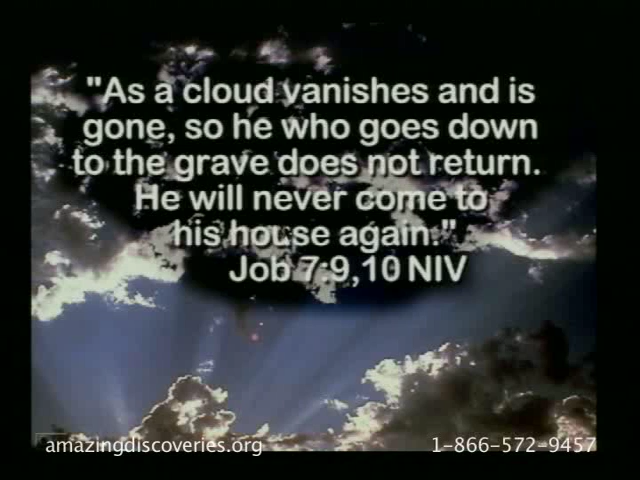 "As a cloud vanishes and is
gone, so he who goes down
to the grave does not return.
He will never come to
his house again."
Job 7:9,10 NIV
amazingdiscoveries.org 1-866-572-9457